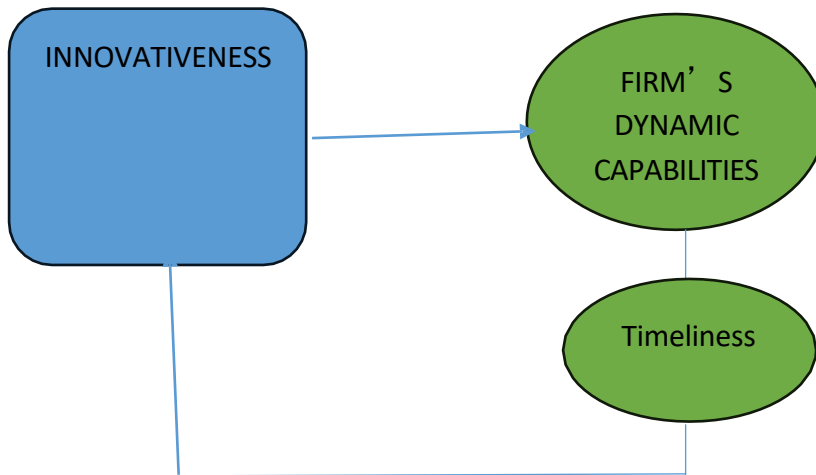 INNOVATIVENESS
FIRM’S
DYNAMIC
CAPABILITIES
Timeliness